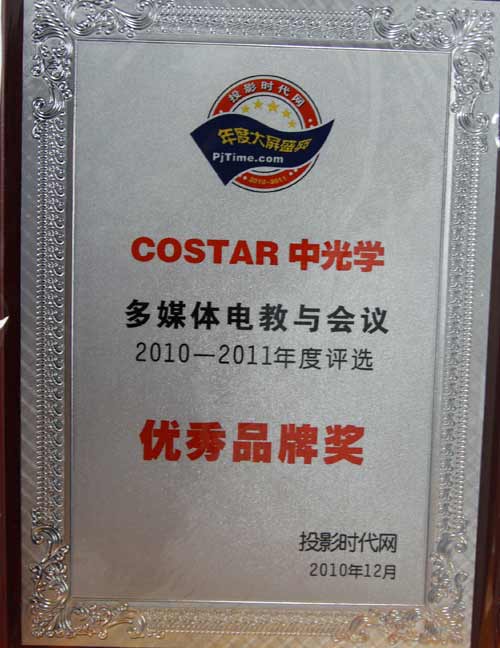 投影时代网
年度大屏盛典
PjTime.com
2010-2011
COSTAR 中光学
多媒体电教与会议
2010—2011年度评选
优秀品牌奖
投影时代网
2010年12月